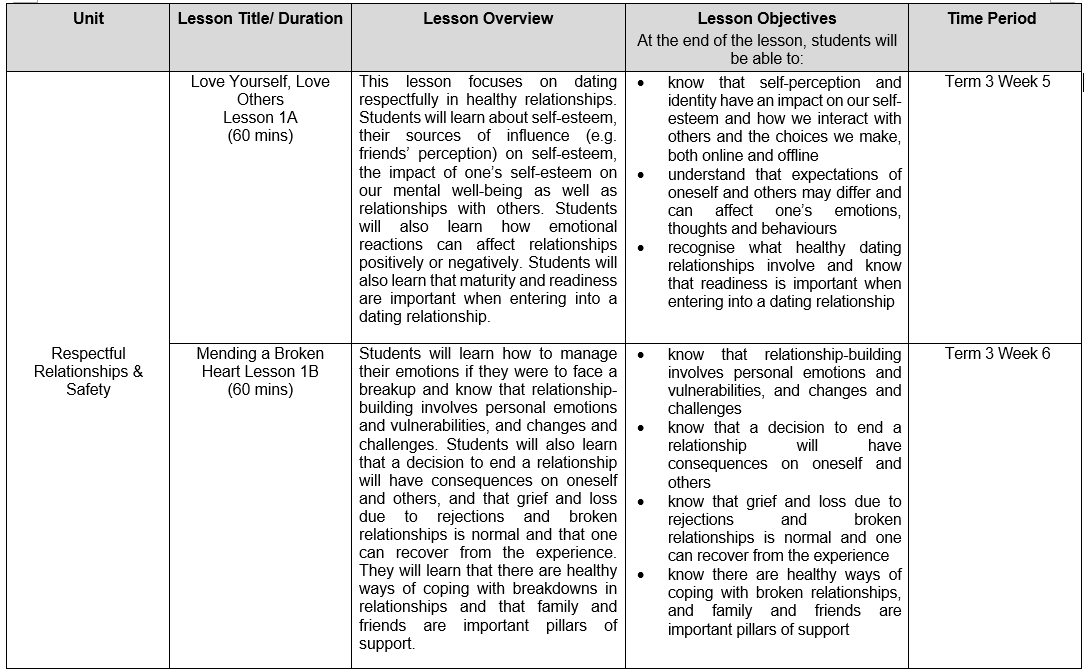 Unit
Lesson Title/ Duration
Lesson Overview
Lesson Objectives
At the end of the lesson, students will
be able to:
Time Period
Respectful
Relationships &
Safety
Love Yourself, Love
Others
Lesson 1A
(60 mins)
This lesson focuses on dating
respectfully in healthy relationships.
Students will learn about self-esteem,
their sources of influence (e.g.
friends’ perception) on self-esteem,
the impact of one’s self-esteem on
our mental well-being as well as
relationships with others. Students
will also learn how emotional
reactions can affect relationships
positively or negatively. Students will
also learn that maturity and readiness
are important when entering into a
dating relationship.
• know that self-perception and
identity have an impact on our self-
esteem and how we interact with
others and the choices we make,
both online and offline
• understand that expectations of
oneself and others may differ and
can affect one’s emotions,
thoughts and behaviours
• recognise what healthy dating
relationships involve and know
that readiness is important when
entering into a dating relationship
Term 3 Week 5
Mending a Broken
Heart Lesson 1B
(60 mins)
Students will learn how to manage
their emotions if they were to face a
breakup and know that relationship-
building involves personal emotions
and vulnerabilities, and changes and
challenges. Students will also learn
that a decision to end a relationship
will have consequences on oneself
and others, and that grief and loss
due to rejections and broken
relationships is normal and that one
can recover from the experience.
They will learn that there are healthy
ways of coping with breakdowns in
relationships and that family and
friends are important pillars of
support.
• know that relationship-building
involves personal emotions and
vulnerabilities, and changes and
challenges
• know that a decision to end a
relationship will have
consequences on oneself and
others
• know that grief and loss due to
rejections and broken
relationships is normal and one
can recover from the experience
• know there are healthy ways of
coping with broken relationships,
and family and friends are
important pillars of support
Term 3 Week 6